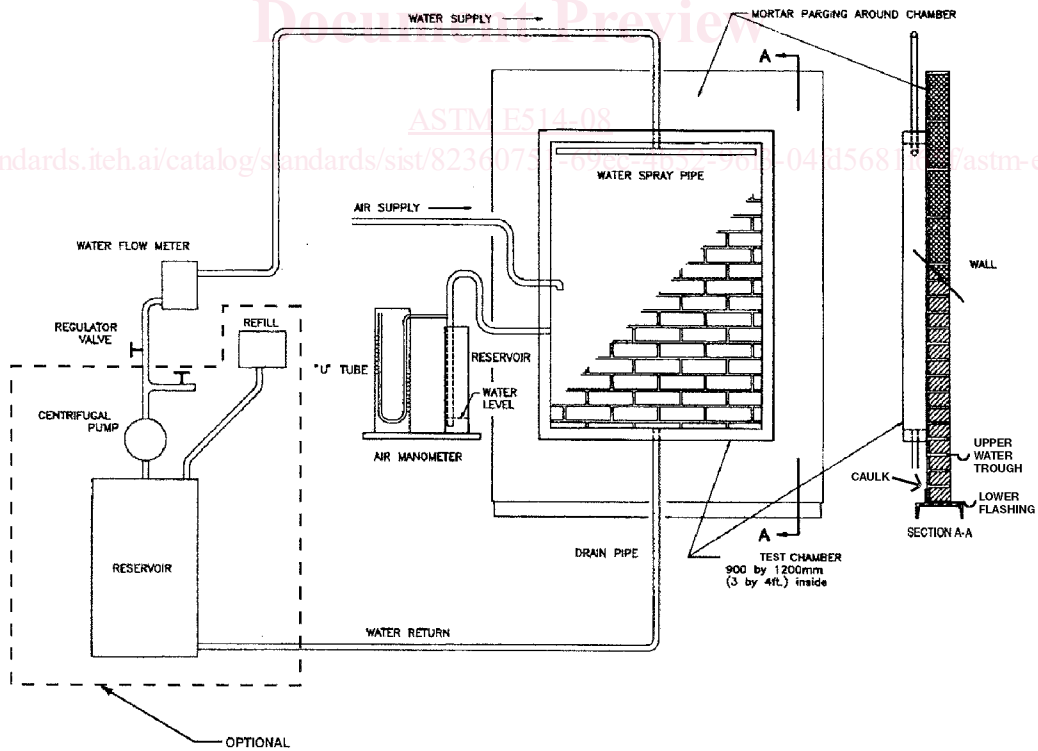 Document Preview
WATER SUPPLY
MORTAR PARGING AROUND CHAMBER
A
ASTM E514-08
WATER SPRAY PIPE
AIR SUPPLY
WATER FLOW METER
WALL
REGULATOR
VALVE
REFILL
"U" TUBE
RESERVOIR
WATER
LEVEL
CENTRIFUGAL
PUMP
AIR MANOMETER
UPPER
WATER
TROUGH
CAULK
LOWER
FLASHING
SECTION A-A
A
DRAIN PIPE
TEST CHAMBER
900 by 1200mm
(3 by 4ft.) inside
RESERVOIR
WATER RETURN
OPTIONAL